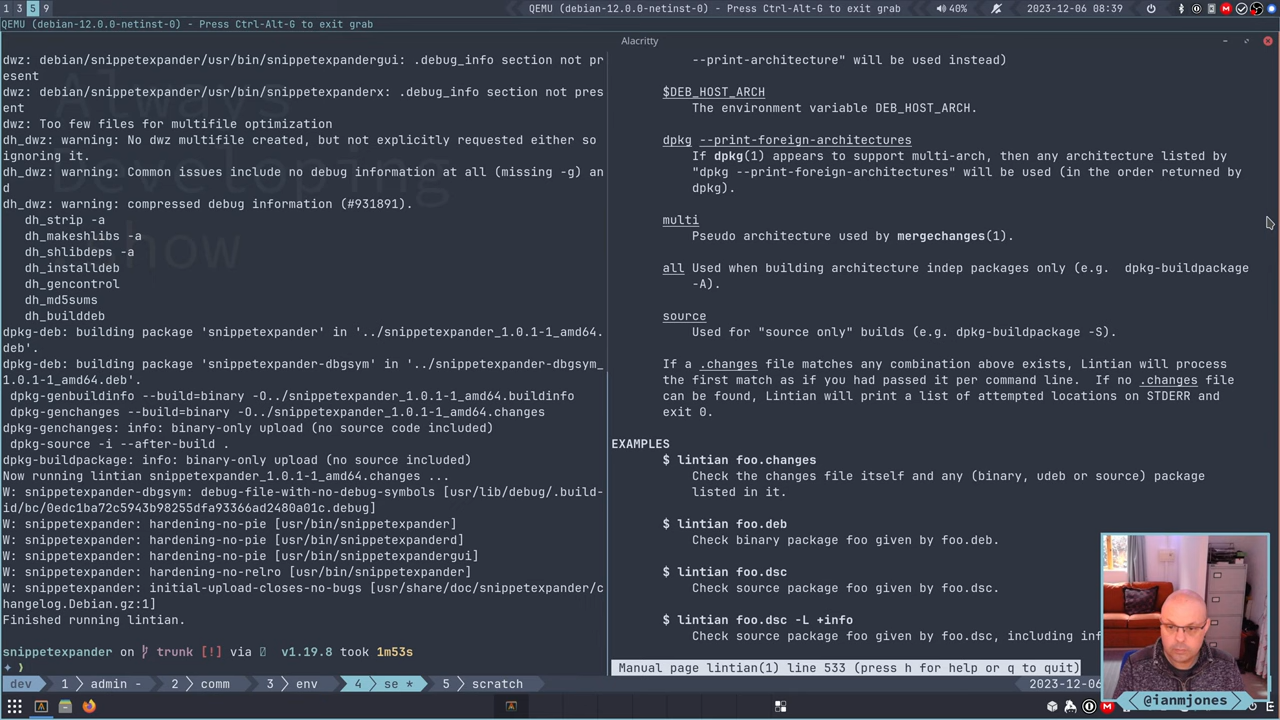 1 3 5 9
QEMU (debian-12.0.0-netinst-0) - Press Ctrl-Alt-G to exit grab
40%
2023-12-06 08:39
QEMU (debian-12.0.0-netinst-0) - Press Ctrl-Alt-G to exit grab
Alacritty
dwz: debian/snippetexpander/usr/bin/snippetexpandergui: .debug_info section not pr
esent
dwz: debian/snippetexpander/usr/bin/snippetexpanderx: .debug_info section not pres
ent
dwz: Too few files for multifile optimization
dh_dwz: warning: No dwz multifile created, but not explicitly requested either so
ignoring it.
dh_dwz: warning: Common issues include no debug information at all (missing -g) an
d
dh_dwz: warning: compressed debug information (#931891).
dh_strip -a
dh_makeshlibs -a
dh_shlibdeps -a
dh_installdeb
dh_gencontrol
dh_md5sums
dh_builddeb
dpkg-deb: building package 'snippetexpander' in '../snippetexpander_1.0.1-1_amd64.
deb'.
dpkg-deb: building package 'snippetexpander-dbgsym' in '../snippetexpander-dbgsym_
1.0.1-1_amd64.deb'.
dpkg-genbuildinfo --build=binary -O../snippetexpander_1.0.1-1_amd64.buildinfo
dpkg-genchanges --build=binary -O../snippetexpander_1.0.1-1_amd64.changes
dpkg-genchanges: info: binary-only upload (no source code included)
dpkg-source -i --after-build .
dpkg-buildpackage: info: binary-only upload (no source included)
Now running lintian snippetexpander_1.0.1-1_amd64.changes ...
W: snippetexpander-dbgsym: debug-file-with-no-debug-symbols [usr/lib/debug/.build-
id/bc/0edc1ba72c5943b98255dfa93366ad2480a01c.debug]
W: snippetexpander: hardening-no-pie [usr/bin/snippetexpander]
W: snippetexpander: hardening-no-pie [usr/bin/snippetexpanderd]
W: snippetexpander: hardening-no-pie [usr/bin/snippetexpandergui]
W: snippetexpander: hardening-no-relro [usr/bin/snippetexpander]
W: snippetexpander: initial-upload-closes-no-bugs [usr/share/doc/snippetexpander/c
hangelog.Debian.gz:1]
Finished running lintian.
snippetexpander on trunk [!] via v1.19.8 took 1m53s
Always
Developing
Show
--print-architecture" will be used instead)
$DEB_HOST_ARCH
The environment variable DEB_HOST_ARCH.
dpkg --print-foreign-architectures
If dpkg(1) appears to support multi-arch, then any architecture listed by
"dpkg --print-foreign-architectures" will be used (in the order returned by
dpkg).
multi
Pseudo architecture used by mergechanges(1).
all Used when building architecture indep packages only (e.g. dpkg-buildpackage
-A).
source
Used for "source only" builds (e.g. dpkg-buildpackage -S).
If a .changes file matches any combination above exists, Lintian will process
the first match as if you had passed it per command line. If no .changes file
can be found, Lintian will print a list of attempted locations on STDERR and
exit 0.
EXAMPLES
$ lintian foo.changes
Check the changes file itself and any (binary, udeb or source) package
listed in it.
$ lintian foo.deb
Check binary package foo given by foo.deb.
$ lintian foo.dsc
Check source package foo given by foo.dsc.
$ lintian foo.dsc -L +info
Check source package foo given by foo.dsc, including
Manual page lintian(1) line 533 (press h for help or q to quit)
dev 1 admin - 2 comm 3 env 4 se * 5 scratch
2023-12-06
@ianmjones